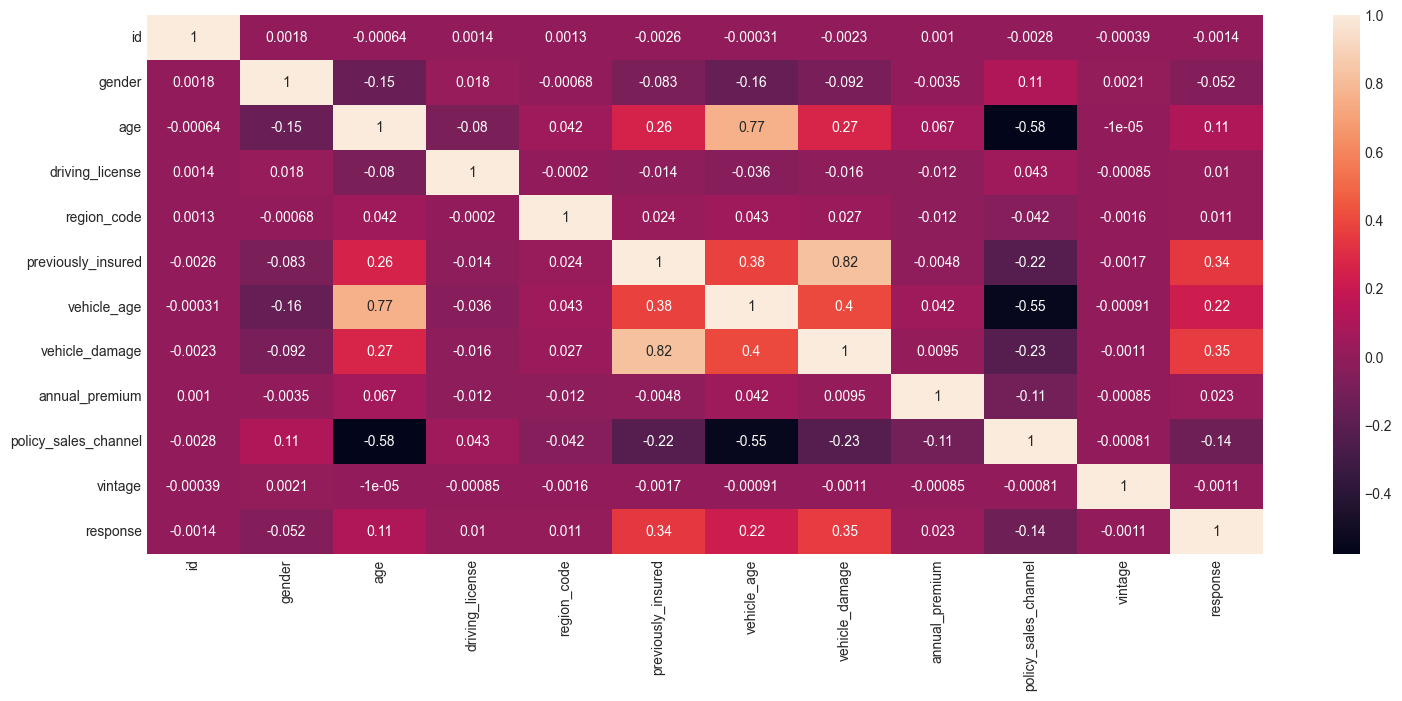 id 1 0.0018 -0.00064 0.0014 0.0013 -0.0026 -0.00031 -0.0023 0.001 -0.0028 -0.00039 -0.0014
gender 0.0018 1 -0.15 0.018 -0.00068 -0.083 -0.16 -0.092 -0.0035 0.11 0.0021 -0.052
age -0.00064 -0.15 1 -0.08 0.042 0.26 0.77 0.27 0.067 -0.58 -1e-05 0.11
driving_license 0.0014 0.018 -0.08 1 -0.0002 -0.014 -0.036 -0.016 -0.012 0.043 -0.00085 0.01
region_code 0.0013 -0.00068 0.042 -0.0002 1 0.024 0.043 0.027 -0.012 -0.042 -0.0016 0.011
previously_insured -0.0026 -0.083 0.26 -0.014 0.024 1 0.38 0.82 -0.0048 -0.22 -0.0017 0.34
vehicle_age -0.00031 -0.16 0.77 -0.036 0.043 0.38 1 0.4 0.042 -0.55 -0.00091 0.22
vehicle_damage -0.0023 -0.092 0.27 -0.016 0.027 0.82 0.4 1 0.0095 -0.23 -0.0011 0.35
annual_premium 0.001 -0.0035 0.067 -0.012 -0.012 -0.0048 0.042 0.0095 1 -0.11 -0.00085 0.023
policy_sales_channel -0.0028 0.11 -0.58 0.043 -0.042 -0.22 -0.55 -0.23 -0.11 1 -0.00081 -0.14
vintage -0.00039 0.0021 -1e-05 -0.00085 -0.0016 -0.0017 -0.00091 -0.0011 -0.00085 -0.00081 1 -0.0011
response -0.0014 -0.052 0.11 0.01 0.011 0.34 0.22 0.35 0.023 -0.14 -0.0011 1
id
gender
age
driving_license
region_code
previously_insured
vehicle_age
vehicle_damage
annual_premium
policy_sales_channel
vintage
response
1.0
0.8
0.6
0.4
0.2
0.0
−0.2
−0.4